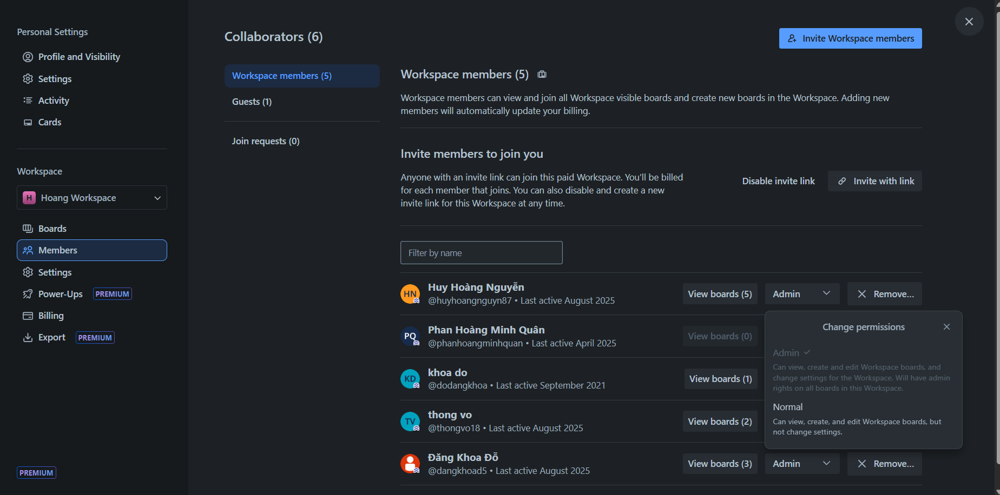 Personal Settings
Profile and Visibility
Settings
Activity
Cards
Workspace
H Hoang Workspace
Boards
Members
Settings
Power-Ups PREMIUM
Billing
Export PREMIUM
PREMIUM
Collaborators (6)
Invite Workspace members
Workspace members (5)
Guests (1)
Join requests (0)
Workspace members (5)
Workspace members can view and join all Workspace visible boards and create new boards in the Workspace. Adding new
members will automatically update your billing.
Invite members to join you
Anyone with an invite link can join this paid Workspace. You’ll be billed
for each member that joins. You can also disable and create a new
invite link for this Workspace at any time.
Disable invite link
Invite with link
Filter by name
HN
Huy Hoàng Nguyễn
@huyhoangnguyn87 • Last active August 2025
View boards (5)
Admin
Remove...
PQ
Phan Hoàng Minh Quân
@phanhoangminhquan • Last active April 2025
View boards (0)
KD
khoa do
@dodangkhoa • Last active September 2021
View boards (1)
TV
thong vo
@thongvo18 • Last active August 2025
View boards (2)
Đăng Khoa Đỗ
@dangkhoad5 • Last active August 2025
View boards (3)
Admin
Remove...
Change permissions
Admin
Can view, create and edit Workspace boards, and
change settings for the Workspace. Will have admin
rights on all boards in this Workspace.
Normal
Can view, create, and edit Workspace boards, but
not change settings.